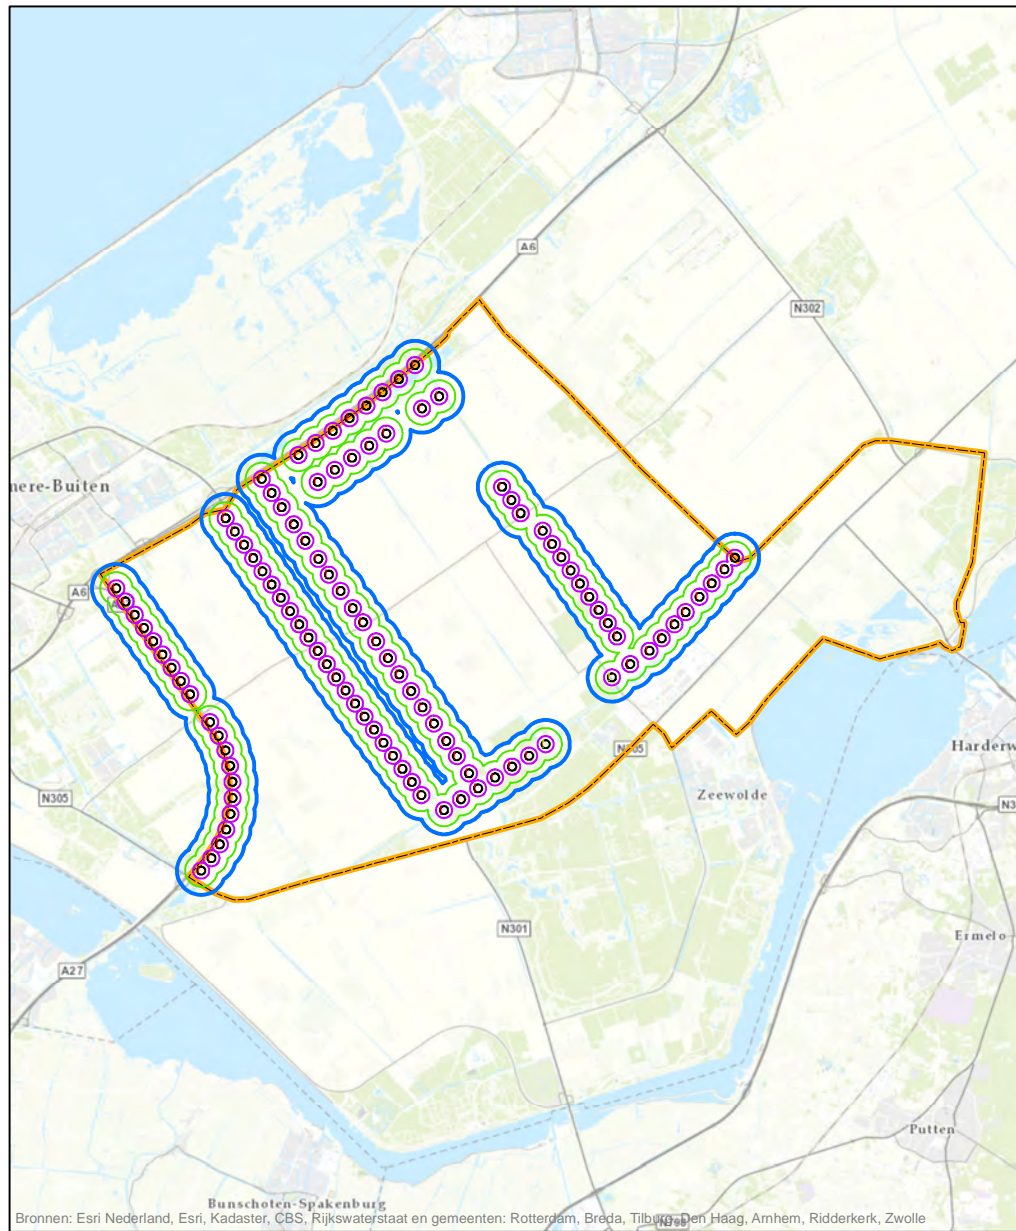 A6
N302
nere-Buiten
A6
N305
N305
Harderw
Zeewolde
N3
N301
Ermelo
A27
Putten
Bunschoten-Spakenburg
Bronnen: Esri Nederland, Esri, Kadaster, CBS, Rijkswaterstaat en gemeenten: Rotterdam, Breda, Tilburg, Den Haag, Arnhem, Ridderkerk, Zwolle